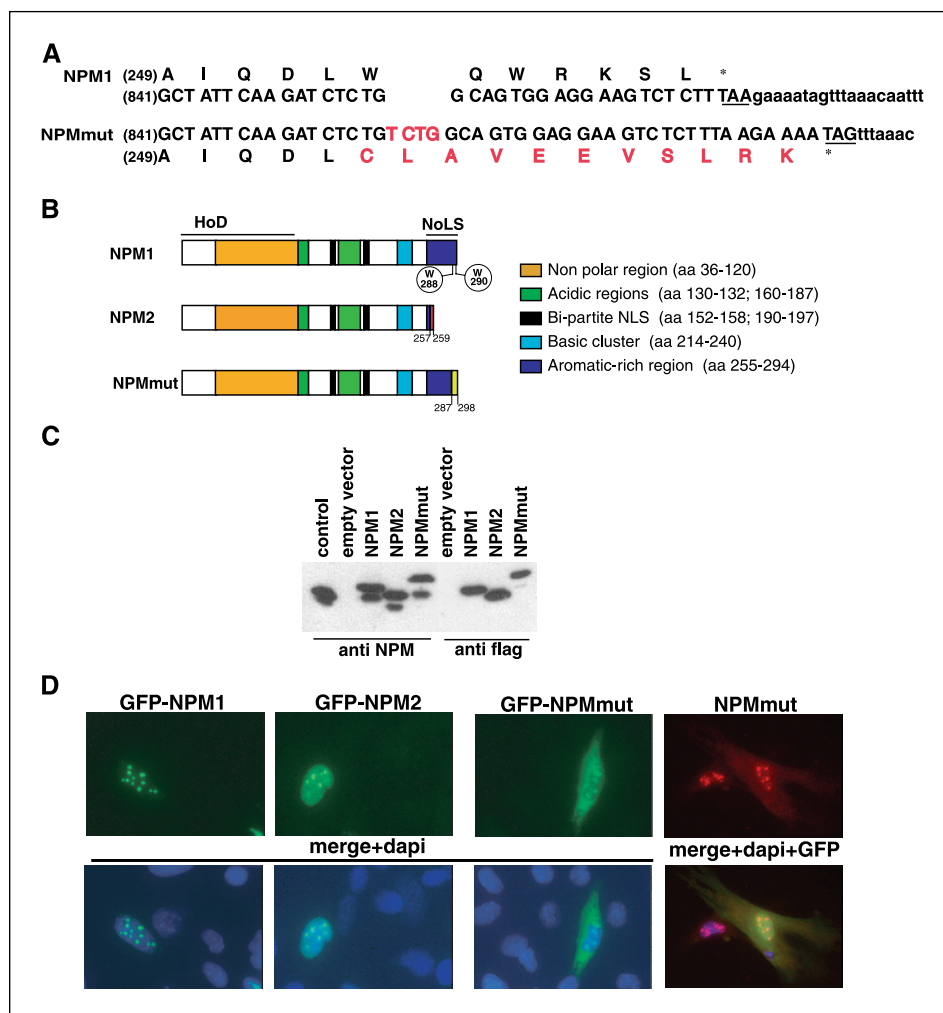 A
NPM1 (249) A I Q D L W Q W R K S L *
(841)GCT ATT CAA GAT CTC TG G CAG TGG AGG AAG TCT CTT TAAgaaaatagtttaaacaattt
NPMmut (841)GCT ATT CAA GAT CTC TGT CTG GCA GTG GAG GAA GTC TCT TTA AGA AAA TAGtttaaac
(249) A I Q D L C L A V E E V S L R K *
B
HoD NoLS
NPM1
W 288
W 290
NPM2
257 259
NPMmut
287 298
Non polar region (aa 36-120)
Acidic regions (aa 130-132; 160-187)
Bi-partite NLS (aa 152-158; 190-197)
Basic cluster (aa 214-240)
Aromatic-rich region (aa 255-294)
C
control
empty vector
NPM1
NPM2
NPMmut
empty vector
NPM1
NPM2
NPMmut
anti NPM anti flag
D
GFP-NPM1 GFP-NPM2 GFP-NPMmut NPMmut
merge+dapi merge+dapi+GFP